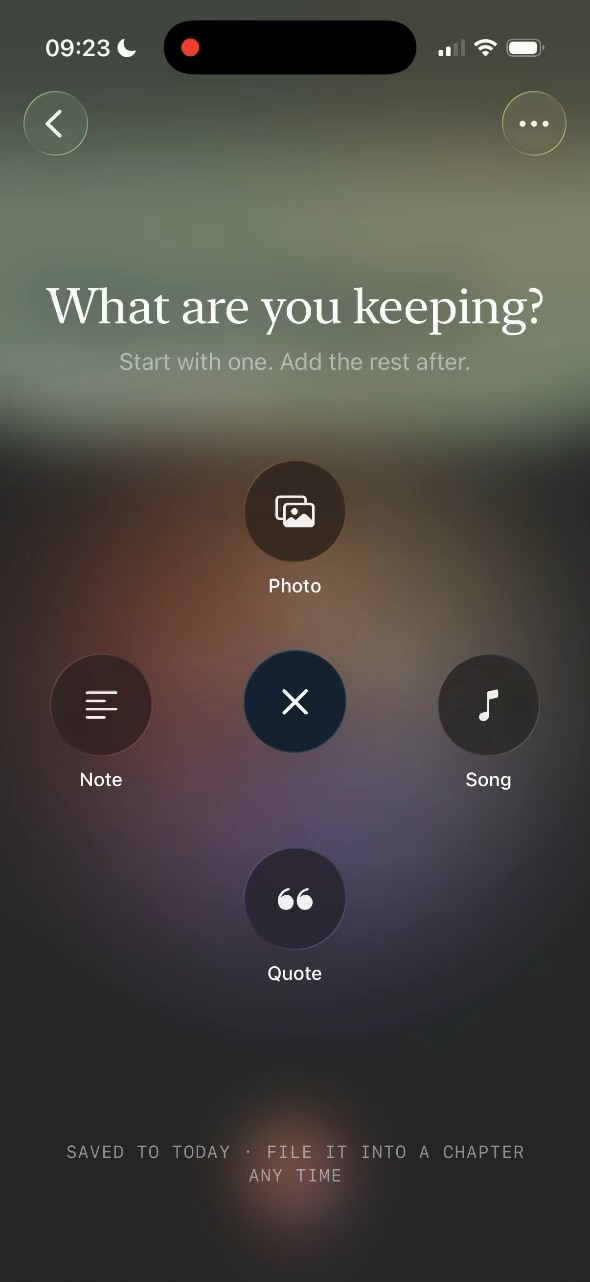 09:23
What are you keeping?
Start with one. Add the rest after.
Photo
Note
Song
Quote
SAVED TO TODAY · FILE IT INTO A CHAPTER
ANY TIME